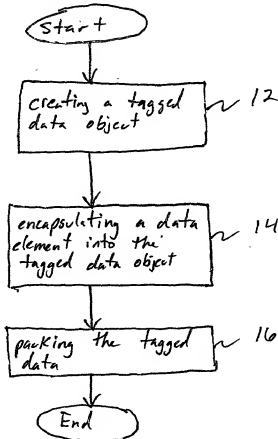 Start
creating a tagged
data object
12
encapsulating a data
element into the
tagged data object
14
packing the tagged
data
16
End